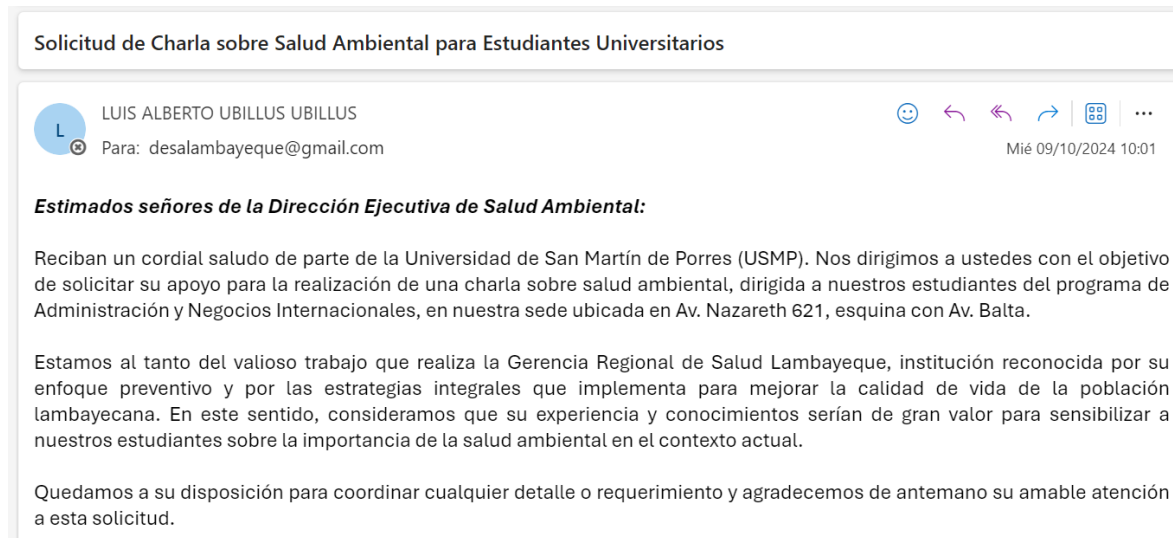 Solicitud de Charla sobre Salud Ambiental para Estudiantes Universitarios
L
LUIS ALBERTO UBILLUS UBILLUS
Para: desalambayeque@gmail.com
Mié 09/10/2024 10:01
Estimados señores de la Dirección Ejecutiva de Salud Ambiental:
Reciban un cordial saludo de parte de la Universidad de San Martín de Porres (USMP). Nos dirigimos a ustedes con el objetivo
de solicitar su apoyo para la realización de una charla sobre salud ambiental, dirigida a nuestros estudiantes del programa de
Administración y Negocios Internacionales, en nuestra sede ubicada en Av. Nazareth 621, esquina con Av. Balta.
Estamos al tanto del valioso trabajo que realiza la Gerencia Regional de Salud Lambayeque, institución reconocida por su
enfoque preventivo y por las estrategias integrales que implementa para mejorar la calidad de vida de la población
lambayecana. En este sentido, consideramos que su experiencia y conocimientos serían de gran valor para sensibilizar a
nuestros estudiantes sobre la importancia de la salud ambiental en el contexto actual.
Quedamos a su disposición para coordinar cualquier detalle o requerimiento y agradecemos de antemano su amable atención
a esta solicitud.